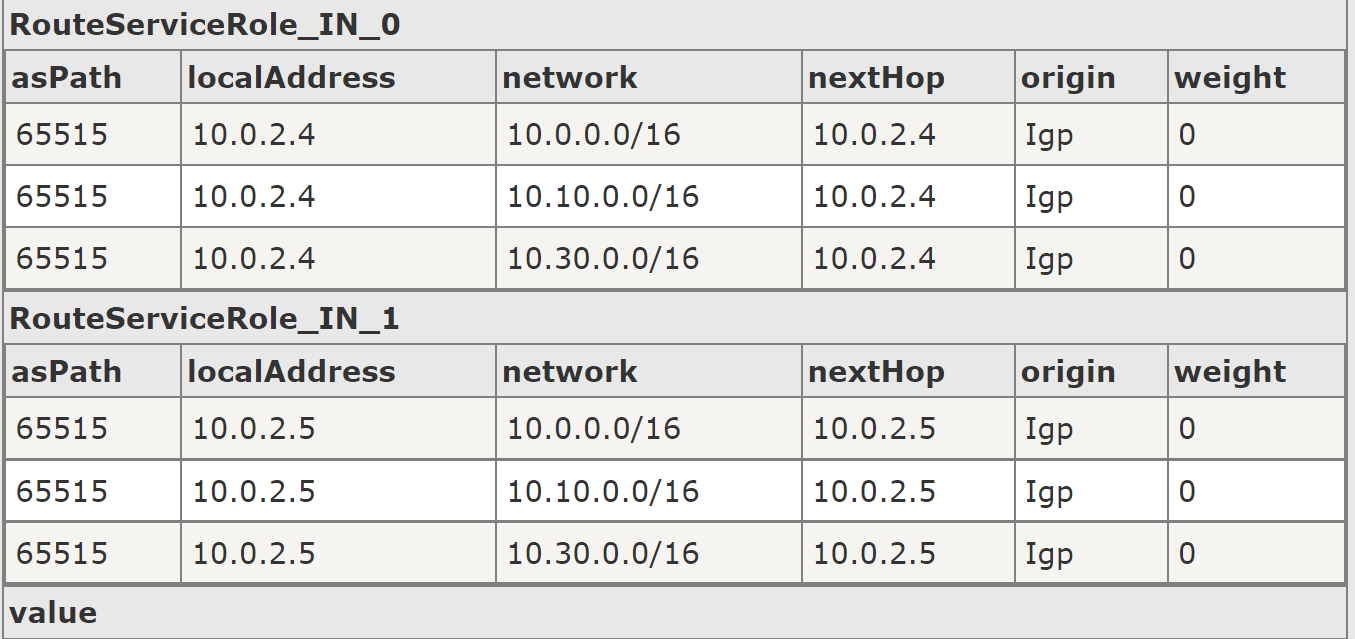 RouteServiceRole_IN_0
asPath localAddress network nextHop origin weight
65515 10.0.2.4 10.0.0.0/16 10.0.2.4 Igp 0
65515 10.0.2.4 10.10.0.0/16 10.0.2.4 Igp 0
65515 10.0.2.4 10.30.0.0/16 10.0.2.4 Igp 0
RouteServiceRole_IN_1
asPath localAddress network nextHop origin weight
65515 10.0.2.5 10.0.0.0/16 10.0.2.5 Igp 0
65515 10.0.2.5 10.10.0.0/16 10.0.2.5 Igp 0
65515 10.0.2.5 10.30.0.0/16 10.0.2.5 Igp 0
value